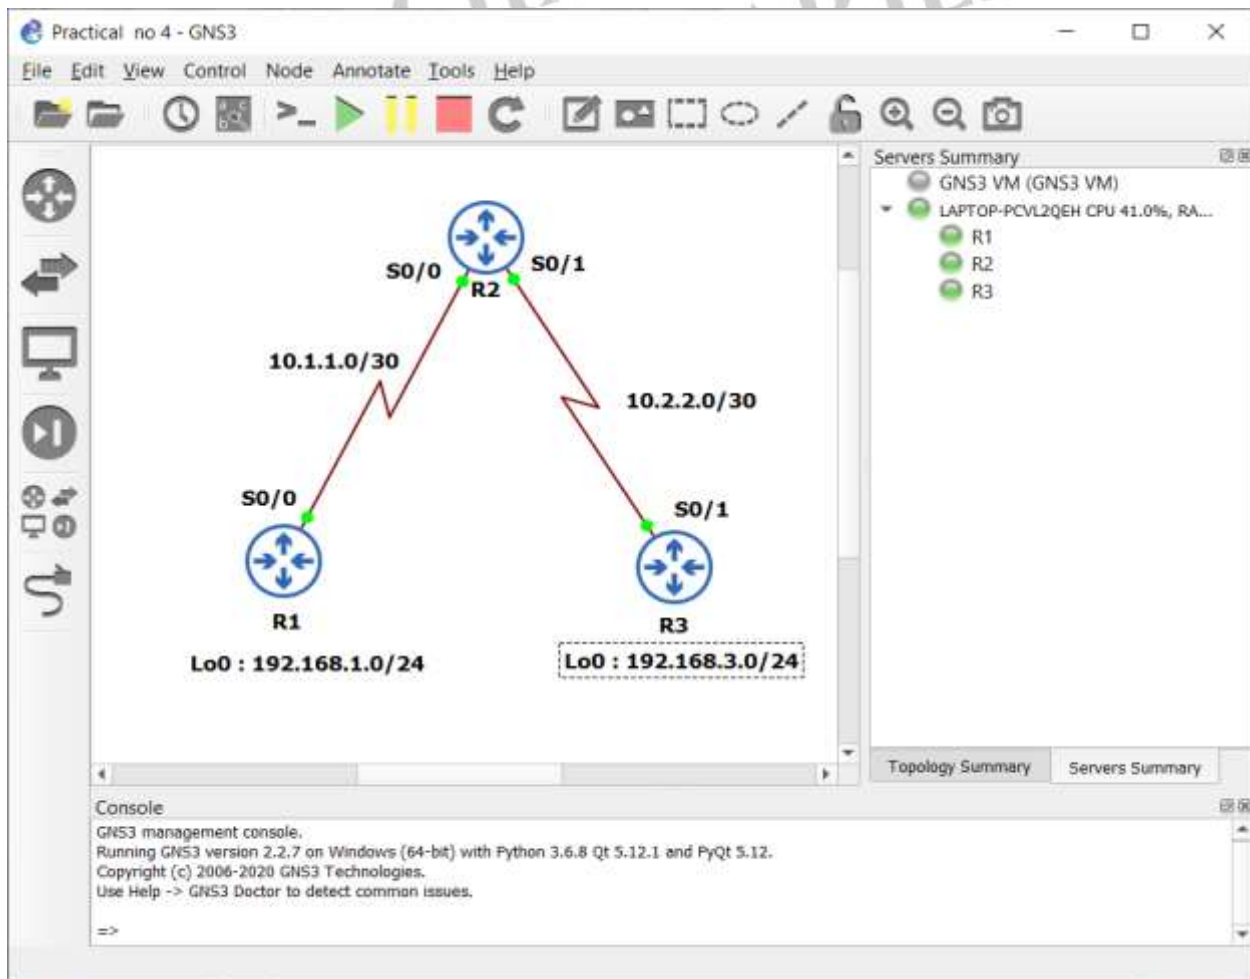 Practical no 4 - GNS3
File Edit View Control Node Annotate Tools Help
Servers Summary
GNS3 VM (GNS3 VM)
LAPTOP-PCVL2QEH CPU 41.0%, RA...
R1
R2
R3
S0/0
S0/1
R2
10.1.1.0/30
10.2.2.0/30
S0/0
S0/1
R1
R3
Lo0 : 192.168.1.0/24
Lo0 : 192.168.3.0/24
Topology Summary
Servers Summary
Console
GNS3 management console.
Running GNS3 version 2.2.7 on Windows (64-bit) with Python 3.6.8 Qt 5.12.1 and PyQt 5.12.
Copyright (c) 2006-2020 GNS3 Technologies.
Use Help -> GNS3 Doctor to detect common issues.
=>